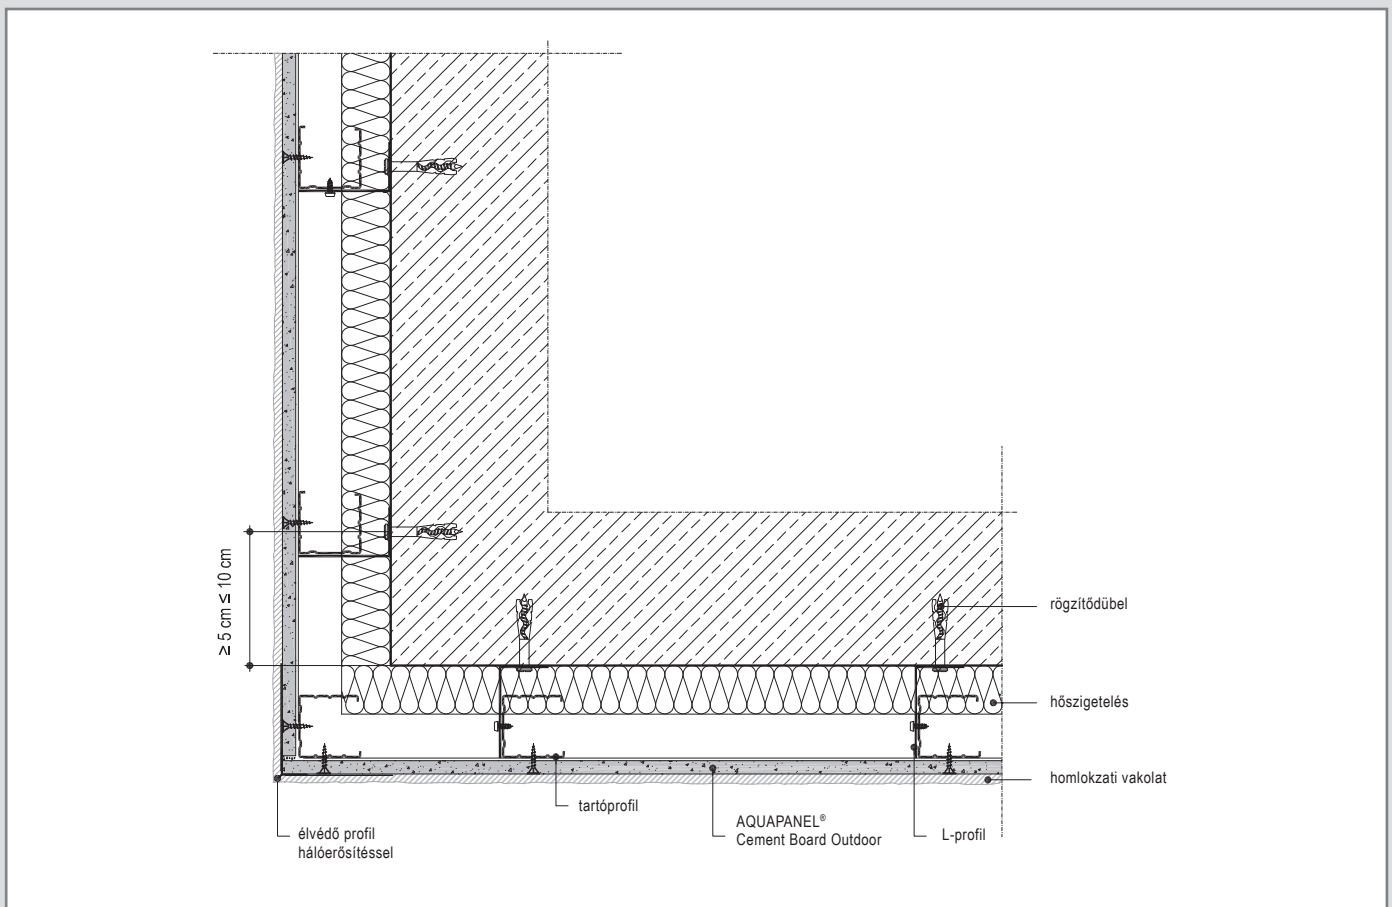 ≥ 5 cm ≤ 10 cm
rögzítődübel
hőszigetelés
homlokzati vakolat
tartóprofil
AQUAPANEL®
Cement Board Outdoor
L-profil
élvédő profil
hálóerősítéssel